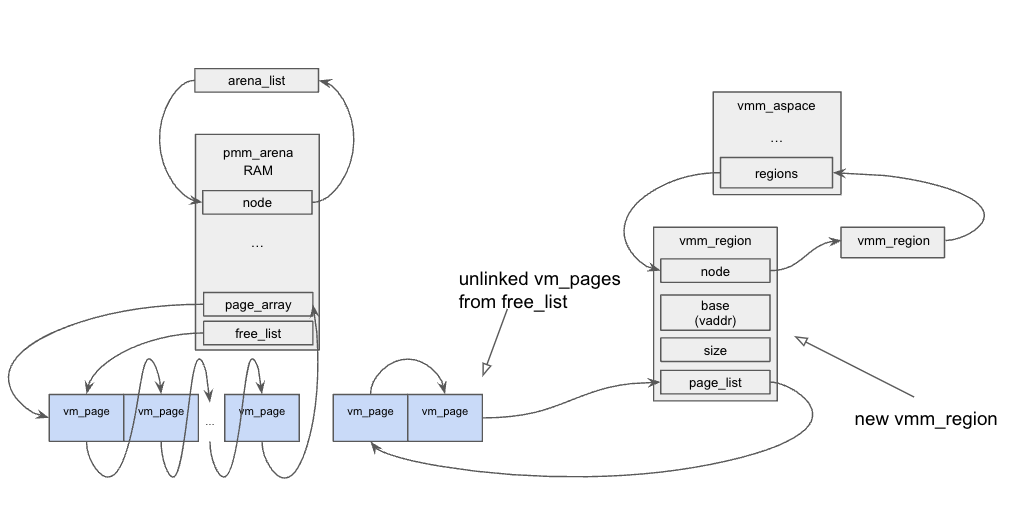 arena_list
pmm_arena
RAM
node
...
page_array
free_list
vm_page
vm_page
...
vm_page
unlinked vm_pages
from free_list
vm_page
vm_page
vmm_aspace
...
regions
vmm_region
node
base
(vaddr)
size
page_list
vmm_region
new vmm_region